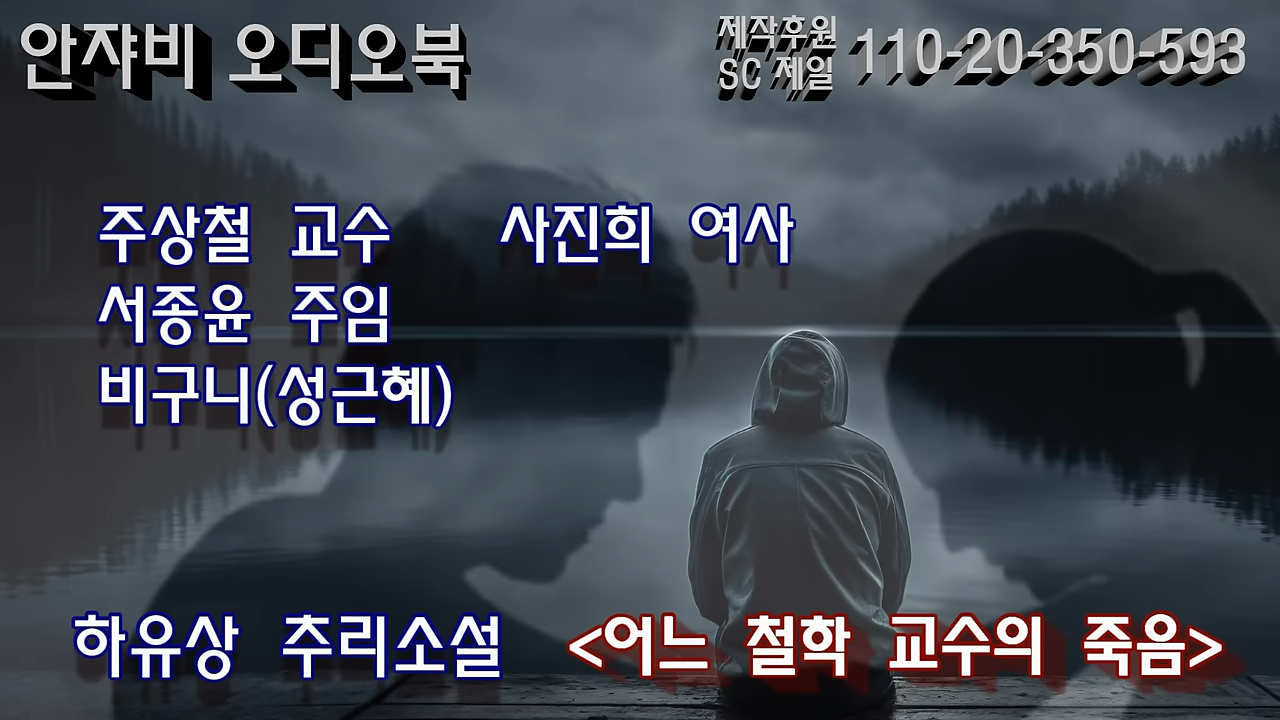 안쟈비 오디오북
제작후원
SC 제일
110-20-350-593
주상철 교수 사진희 여사
서종윤 주임
비구니(성근혜)
하유상 추리소설 <어느 철학 교수의 죽음>